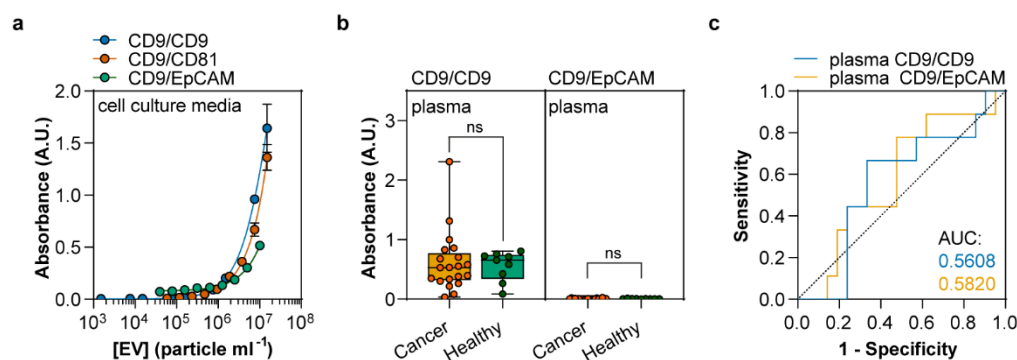 a
CD9/CD9
CD9/CD81
CD9/EpCAM
cell culture media
Absorbance (A.U.)
2.0
1.5
1.0
0.5
0.0
10³ 10⁴ 10⁵ 10⁶ 10⁷ 10⁸
[EV] (particle ml⁻¹)
b
CD9/CD9 CD9/EpCAM
plasma plasma
ns
ns
Absorbance (A.U.)
3
2
1
0
Cancer Healthy Cancer Healthy
c
plasma CD9/CD9
plasma CD9/EpCAM
Sensitivity
1.0
0.8
0.6
0.4
0.2
0.0
AUC:
0.5608
0.5820
0.0 0.2 0.4 0.6 0.8 1.0
1 - Specificity